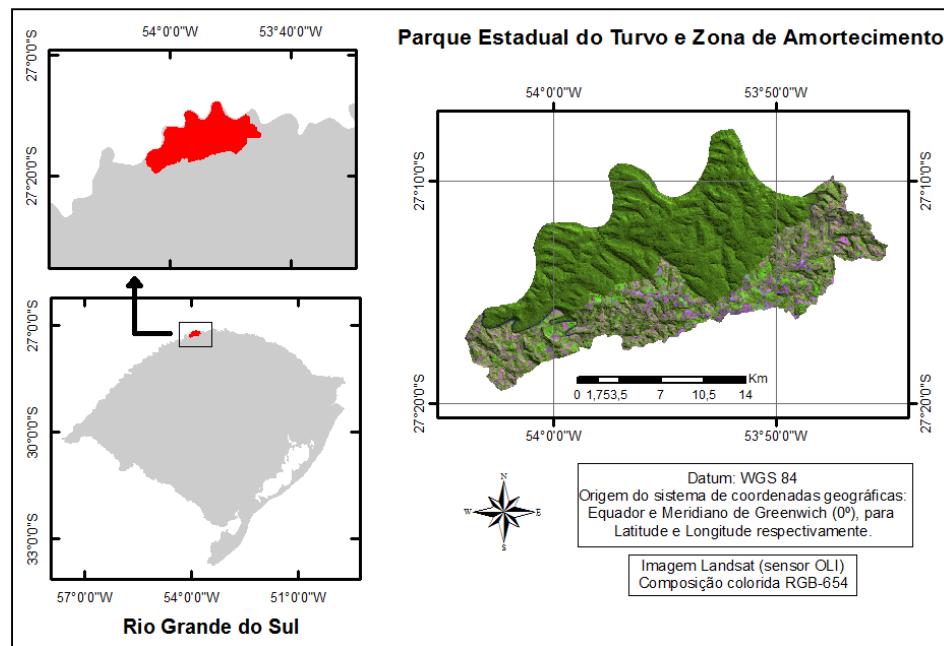 54°0'0"W 53°40'0"W
27°0'0"S
27°20'0"S
Parque Estadual do Turvo e Zona de Amortecimento
54°0'0"W 53°50'0"W
27°10'0"S 27°10'0"S
27°20'0"S 27°20'0"S
Km
0 1,753,5 7 10,5 14
54°0'0"W 53°50'0"W
27°0'0"S
30°0'0"S
33°0'0"S
57°0'0"W 54°0'0"W 51°0'0"W
Rio Grande do Sul
N
W E
S
Datum: WGS 84
Origem do sistema de coordenadas geográficas:
Equador e Meridiano de Greenwich (0º), para
Latitude e Longitude respectivamente.
Imagem Landsat (sensor OLI)
Composição colorida RGB-654